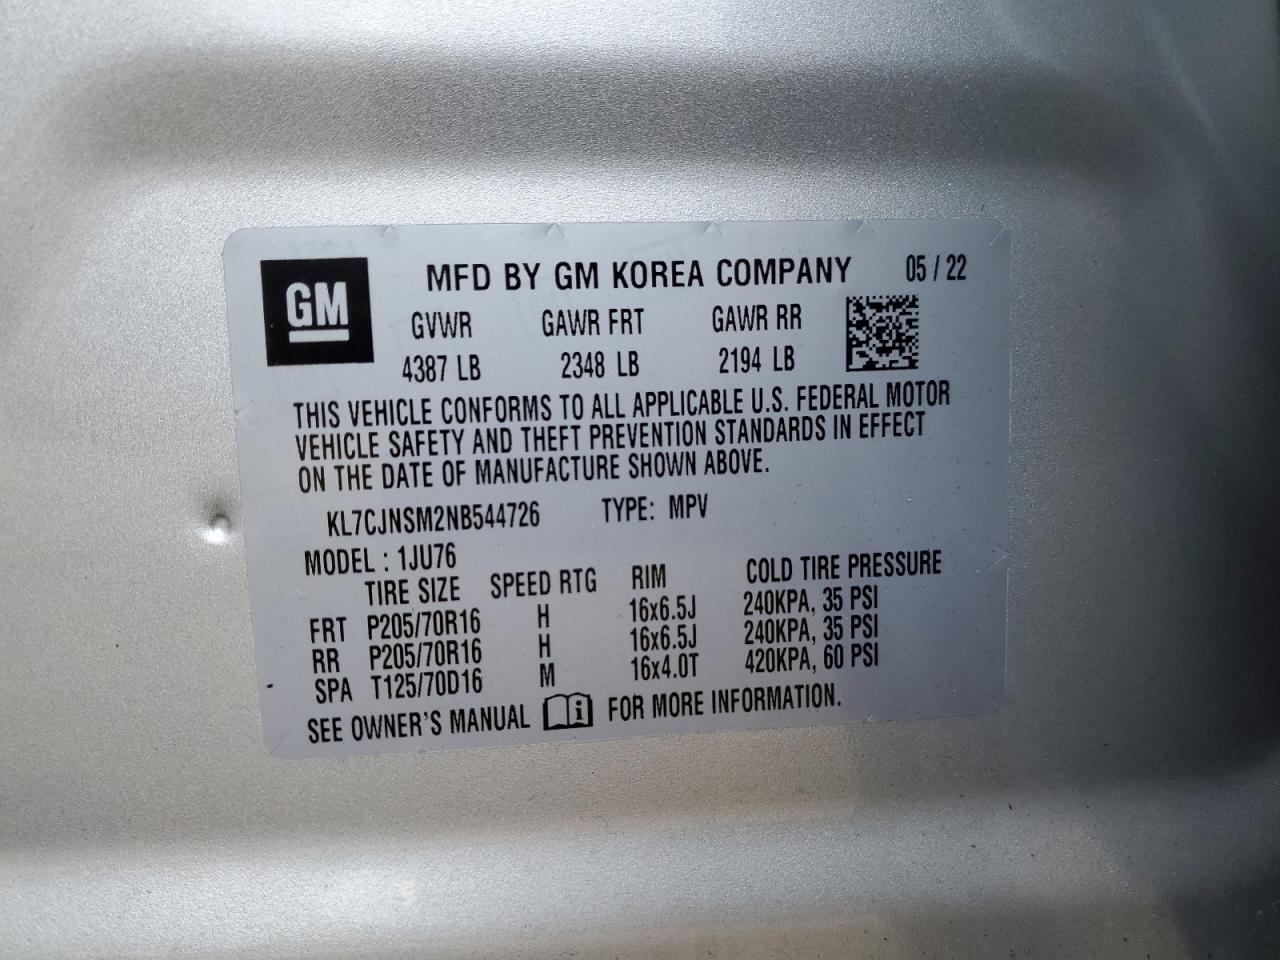 GM MFD BY GM KOREA COMPANY 05 / 22
GVWR GAWR FRT GAWR RR
4387 LB 2348 LB 2194 LB
THIS VEHICLE CONFORMS TO ALL APPLICABLE U.S. FEDERAL MOTOR
VEHICLE SAFETY AND THEFT PREVENTION STANDARDS IN EFFECT
ON THE DATE OF MANUFACTURE SHOWN ABOVE.
KL7CJNSM2NB544726 TYPE: MPV
MODEL : 1JU76
TIRE SIZE SPEED RTG RIM COLD TIRE PRESSURE
FRT P205/70R16 H 16x6.5J 240KPA, 35 PSI
RR P205/70R16 H 16x6.5J 240KPA, 35 PSI
SPA T125/70D16 M 16x4.0T 420KPA, 60 PSI
SEE OWNER'S MANUAL i FOR MORE INFORMATION.